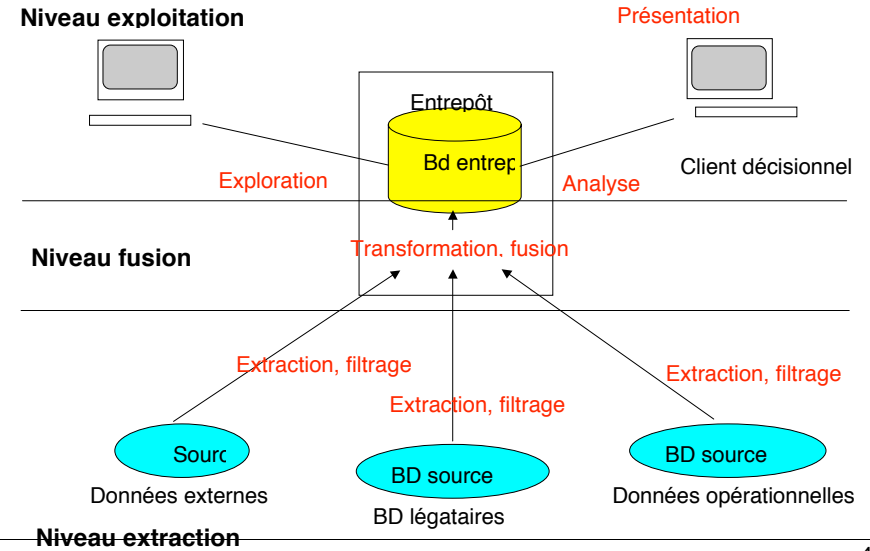 Niveau exploitation
Présentation
Entrepôt
Bd entrep
Client décisionnel
Exploration
Analyse
Niveau fusion
Transformation, fusion
Extraction, filtrage
Extraction, filtrage
Extraction, filtrage
Sourc
BD source
BD source
Données externes
Données opérationnelles
BD légataires
Niveau extraction